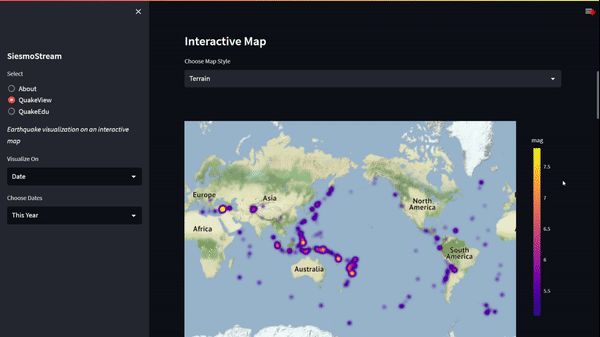 SiesmoStream
Select
About
QuakeView
QuakeEdu
Earthquake visualization on an interactive
map
Visualize On
Date
Choose Dates
This Year
Interactive Map
Choose Map Style
Terrain
Europe
Asia
Africa
Australia
North
America
South
America
mag
7.5
7
6.5
6
5.5